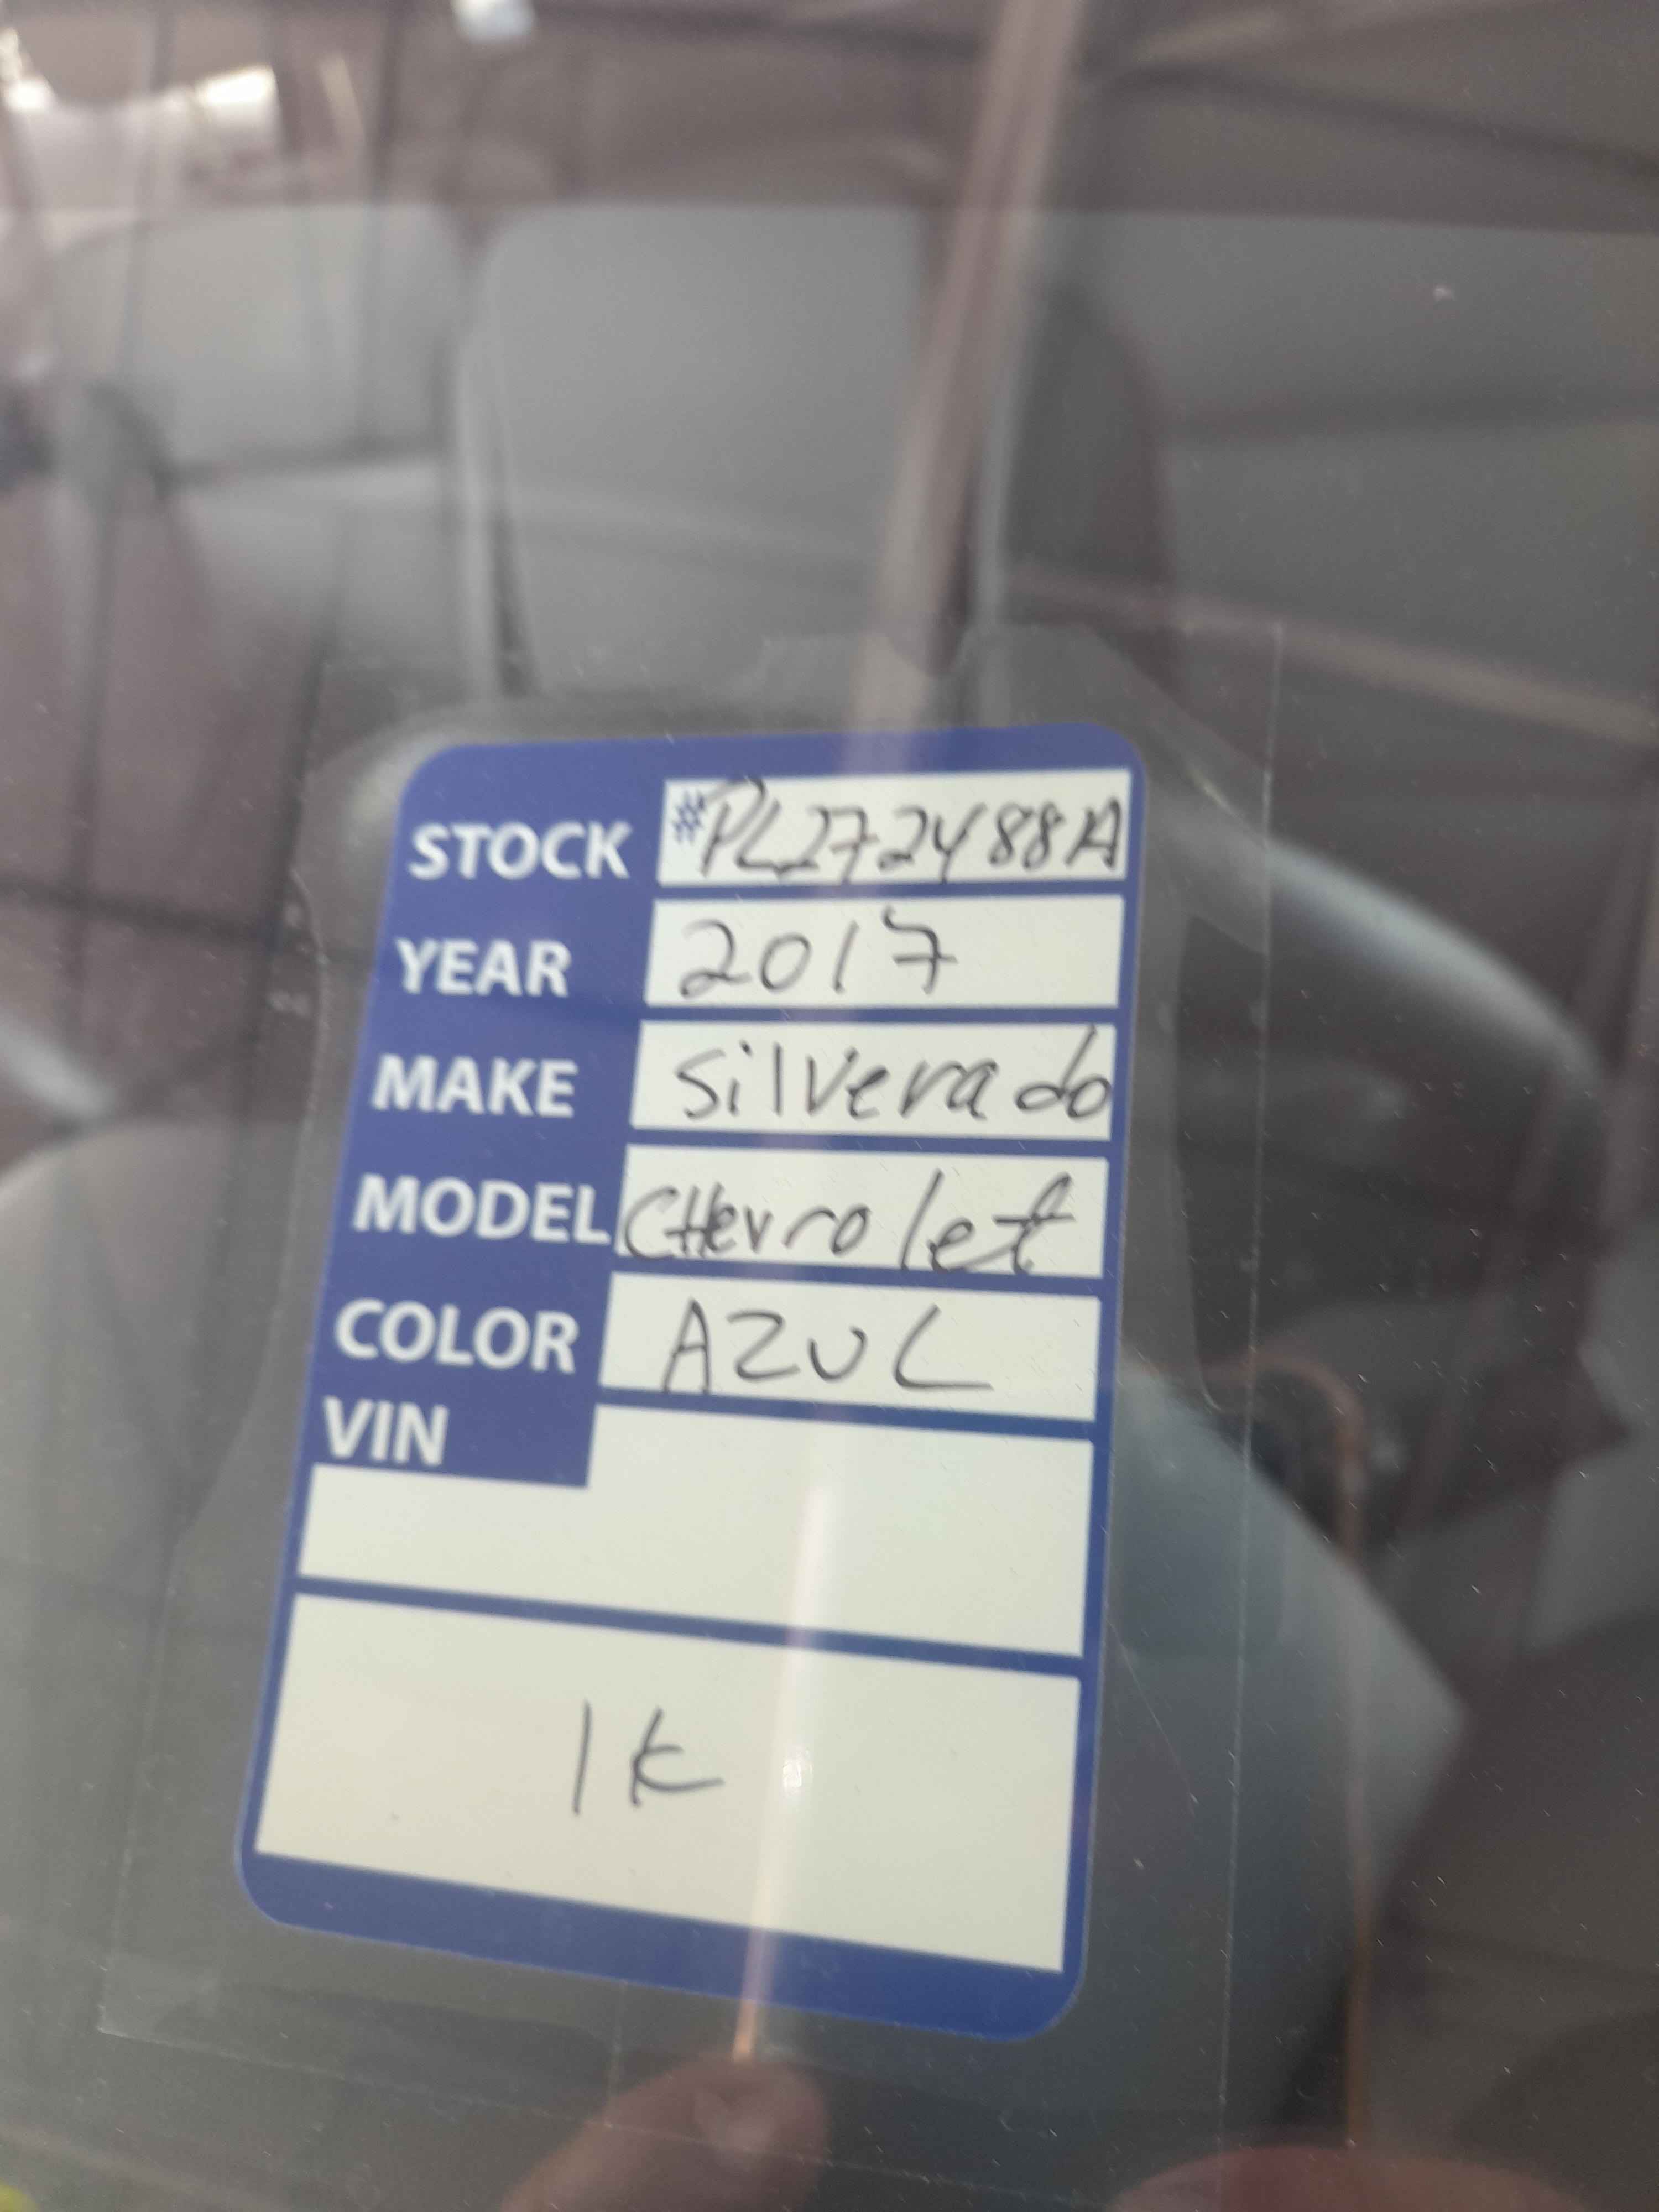 STOCK #PL272488A
YEAR 2017
MAKE Silverado
MODEL CHevrolet
COLOR AZUL
VIN
1K